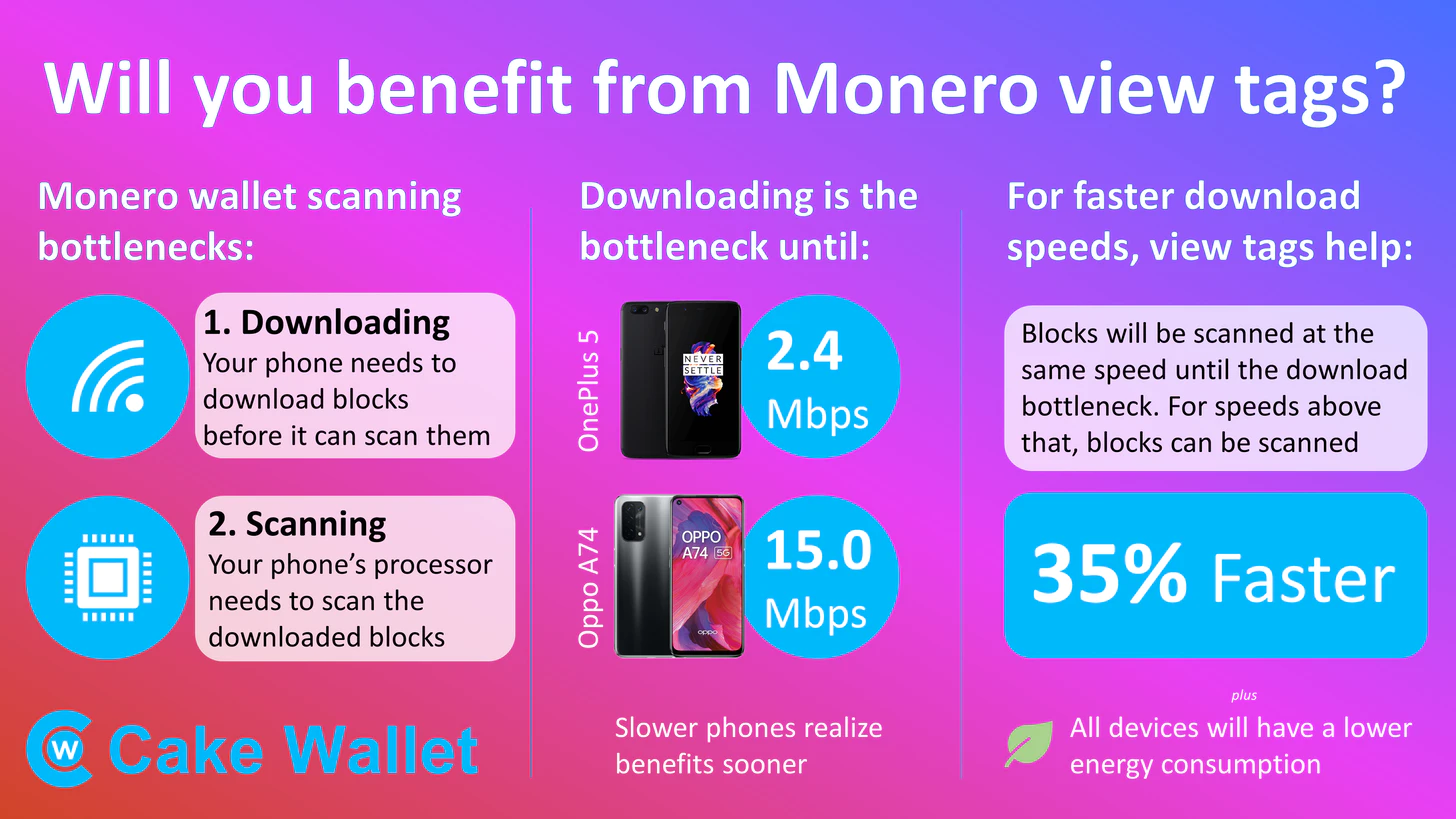 Will you benefit from Monero view tags?
Monero wallet scanning
bottlenecks:
1. Downloading
Your phone needs to
download blocks
before it can scan them
2. Scanning
Your phone’s processor
needs to scan the
downloaded blocks
W
Cake Wallet
Downloading is the
bottleneck until:
OnePlus 5
NEVER
SETTLE
2.4
Mbps
Oppo A74
OPPO
A74 5G
oppo
15.0
Mbps
Slower phones realize
benefits sooner
For faster download
speeds, view tags help:
Blocks will be scanned at the
same speed until the download
bottleneck. For speeds above
that, blocks can be scanned
35% Faster
plus
All devices will have a lower
energy consumption